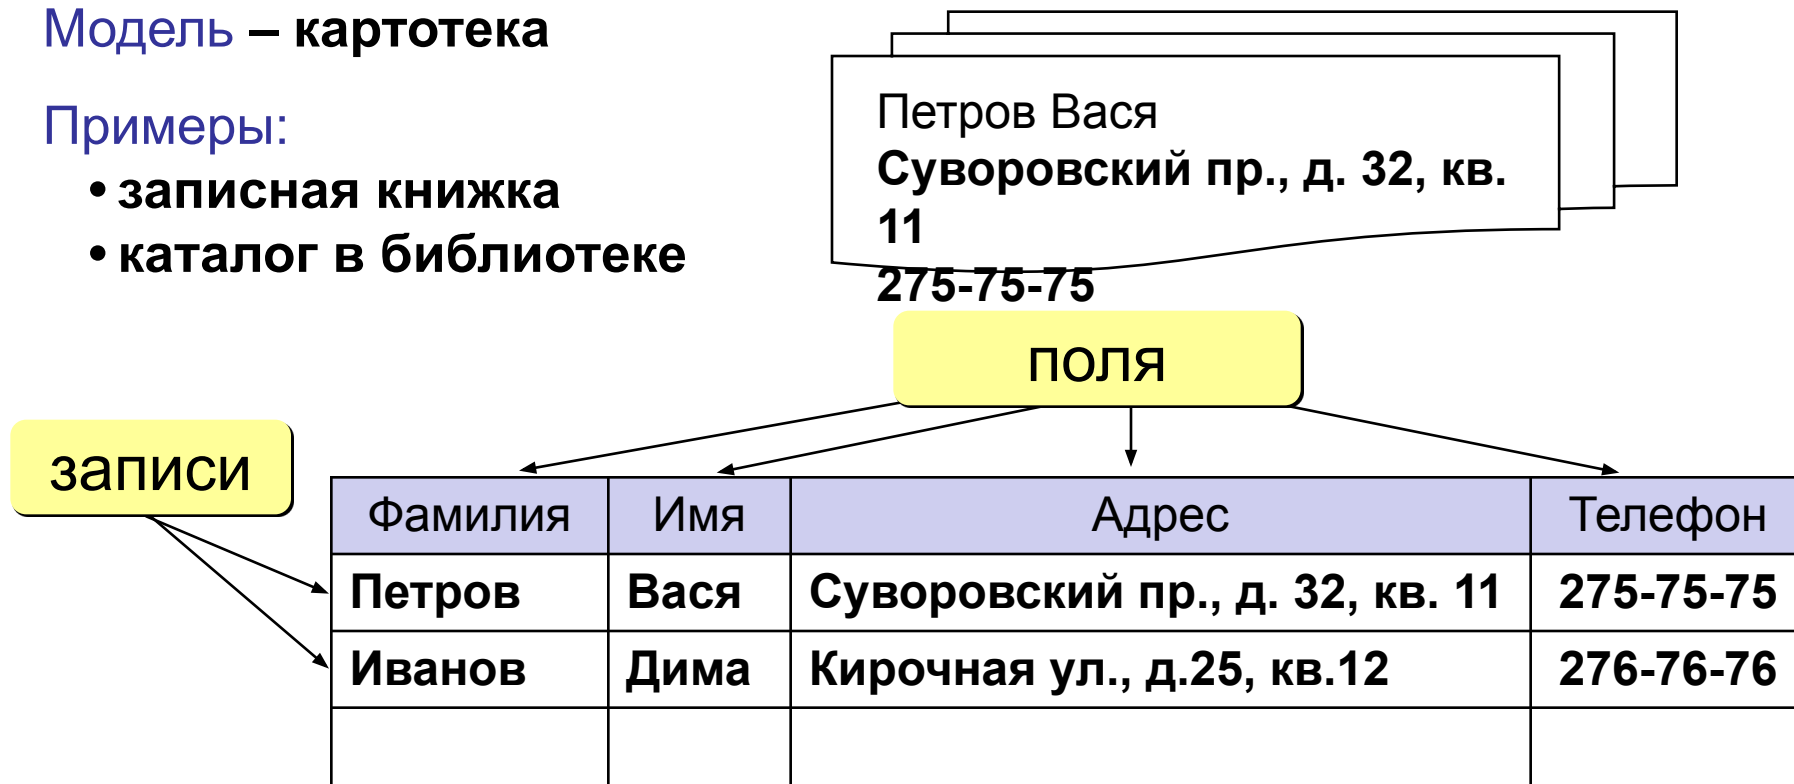 Модель – картотека
Примеры:
• записная книжка
• каталог в библиотеке
Петров Вася
Суворовский пр., д. 32, кв.
11
275-75-75
поля
записи
Фамилия Имя Адрес Телефон
Петров Вася Суворовский пр., д. 32, кв. 11 275-75-75
Иванов Дима Кирочная ул., д.25, кв.12 276-76-76